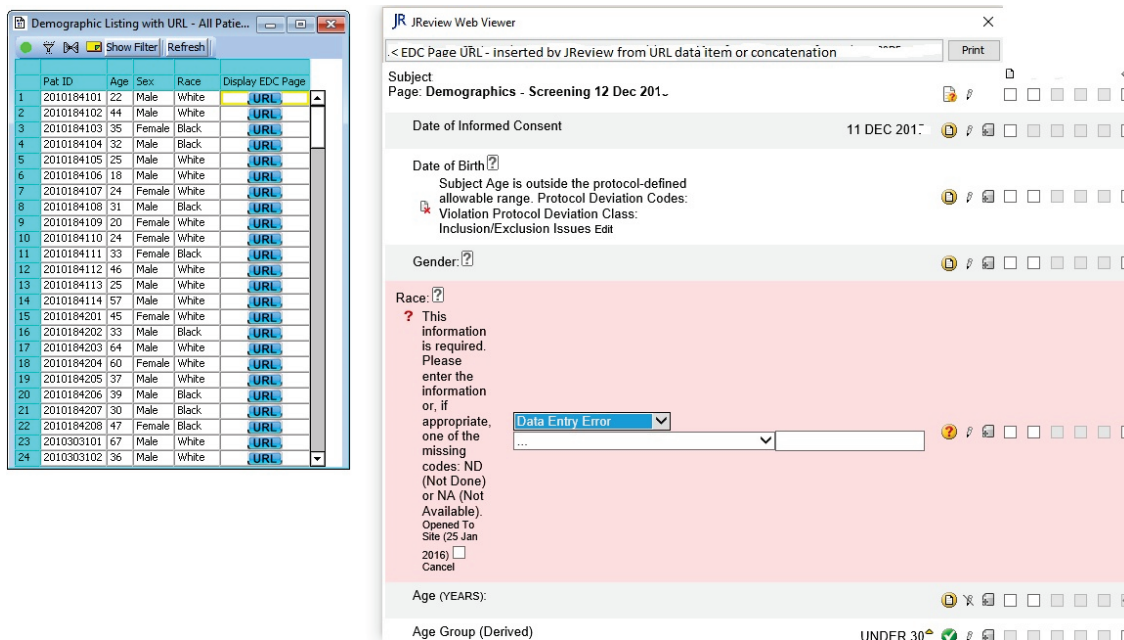 Demographic Listing with URL - All Patie...
Show Filter Refresh
Pat ID Age Sex Race Display EDC Page
1 2010184101 22 Male White URL
2 2010184102 44 Male White URL
3 2010184103 35 Female Black URL
4 2010184104 32 Male Black URL
5 2010184105 25 Male White URL
6 2010184106 18 Male White URL
7 2010184107 24 Female White URL
8 2010184108 31 Male Black URL
9 2010184109 20 Female White URL
10 2010184110 24 Female White URL
11 2010184111 33 Female Black URL
12 2010184112 46 Male White URL
13 2010184113 25 Male White URL
14 2010184114 57 Male White URL
15 2010184201 45 Female White URL
16 2010184202 33 Male Black URL
17 2010184203 64 Male White URL
18 2010184204 60 Female White URL
19 2010184205 37 Male White URL
20 2010184206 39 Male Black URL
21 2010184207 30 Male Black URL
22 2010184208 47 Female Black URL
23 2010303101 67 Male White URL
24 2010303102 36 Male White URL
JR JReview Web Viewer
< EDC Page URL - inserted by JReview from URL data item or concatenation
Print
Subject
Page: Demographics - Screening 12 Dec
Date of Informed Consent 11 DEC
Date of Birth ?
Subject Age is outside the protocol-defined
allowable range. Protocol Deviation Codes:
Violation Protocol Deviation Class:
Inclusion/Exclusion Issues Edit
Gender: ?
Race: ?
? This
information
is required.
Please
enter the
information
or, if
appropriate,
one of the
missing
codes: ND
(Not Done)
or NA (Not
Available).
Opened To
Site (25 Jan
2016)
Cancel
Data Entry Error
...
?
Age (YEARS):
Age Group (Derived) UNDER 30